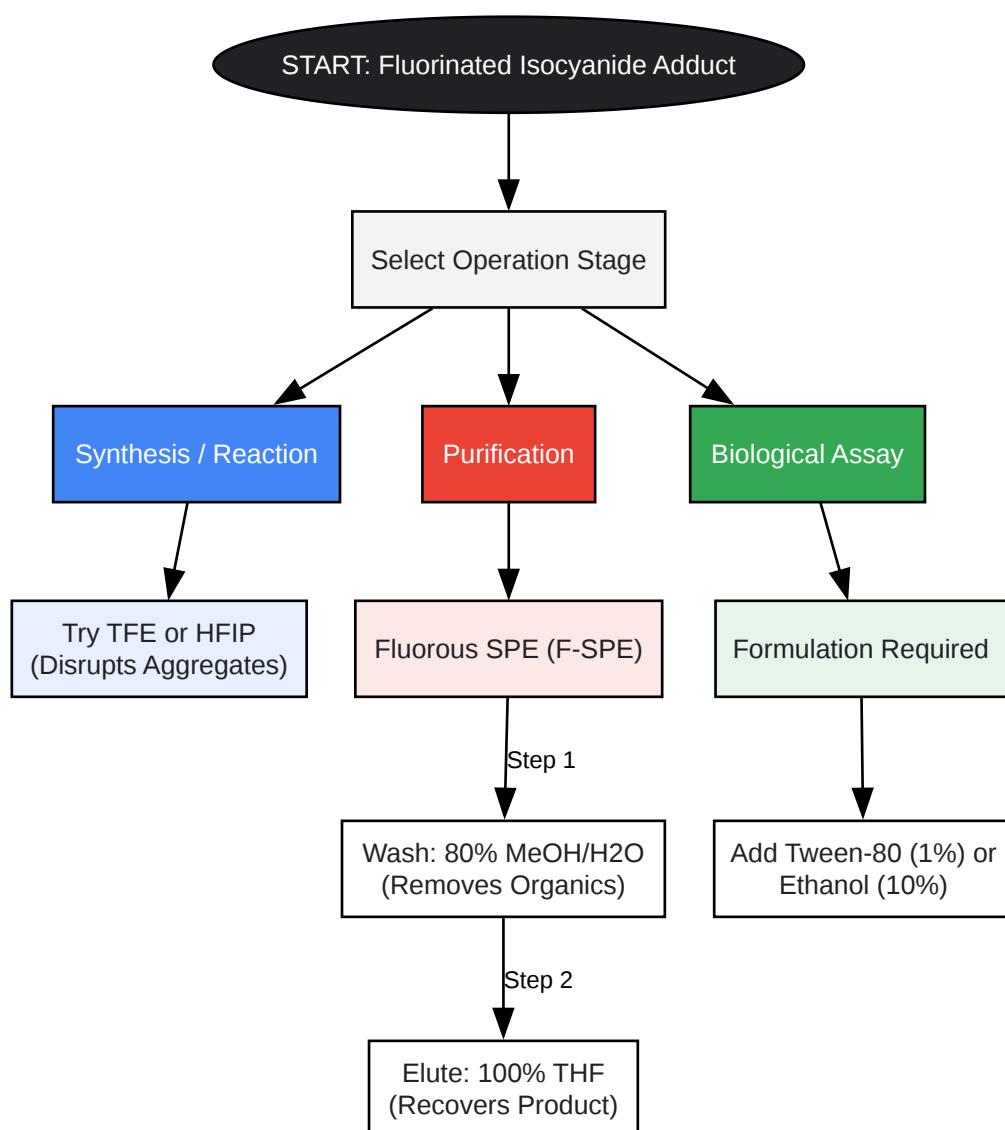 START: Fluorinated Isocyanide Adduct
Select Operation Stage
Synthesis / Reaction
Purification
Biological Assay
Try TFE or HFIP
(Disrupts Aggregates)
Fluorous SPE (F-SPE)
Formulation Required
Step 1
Wash: 80% MeOH/H2O
(Removes Organics)
Add Tween-80 (1%) or
Ethanol (10%)
Step 2
Elute: 100% THF
(Recovers Product)